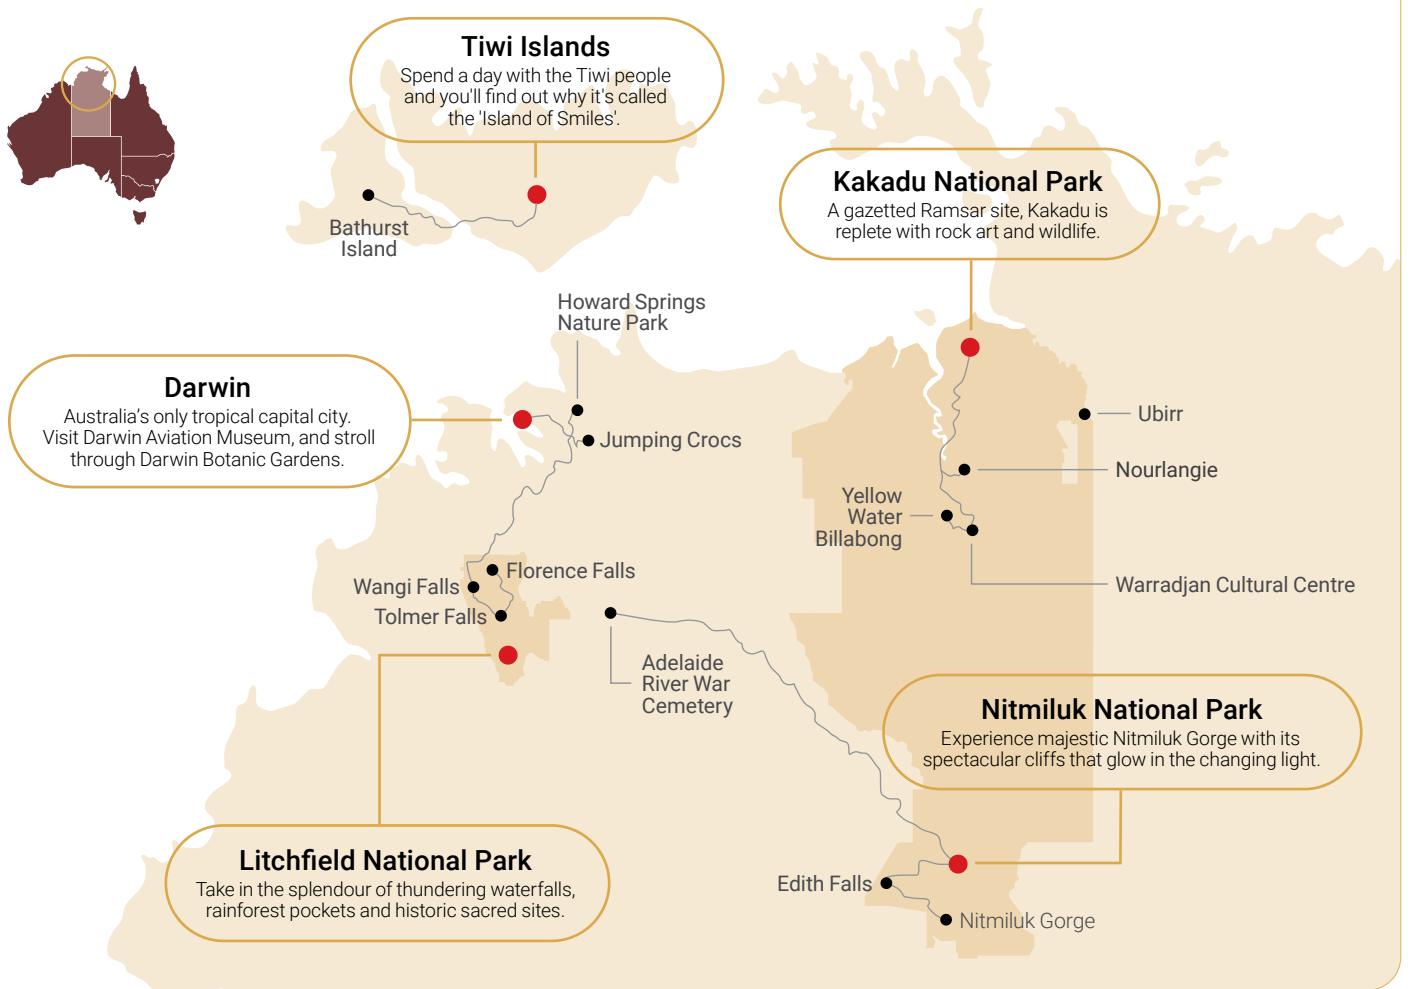 Tiwi Islands
Spend a day with the Tiwi people
and you'll find out why it's called
the 'Island of Smiles'.
Kakadu National Park
A gazetted Ramsar site, Kakadu is
replete with rock art and wildlife.
Bathurst
Island
Howard Springs
Nature Park
Darwin
Australia's only tropical capital city.
Visit Darwin Aviation Museum, and stroll
through Darwin Botanic Gardens.
Jumping Crocs
Ubirr
Nourlangie
Yellow
Water
Billabong
Warradjan Cultural Centre
Florence Falls
Wangi Falls
Tolmer Falls
Adelaide
River War
Cemetery
Nitmiluk National Park
Experience majestic Nitmiluk Gorge with its
spectacular cliffs that glow in the changing light.
Litchfield National Park
Take in the splendour of thundering waterfalls,
rainforest pockets and historic sacred sites.
Edith Falls
Nitmiluk Gorge